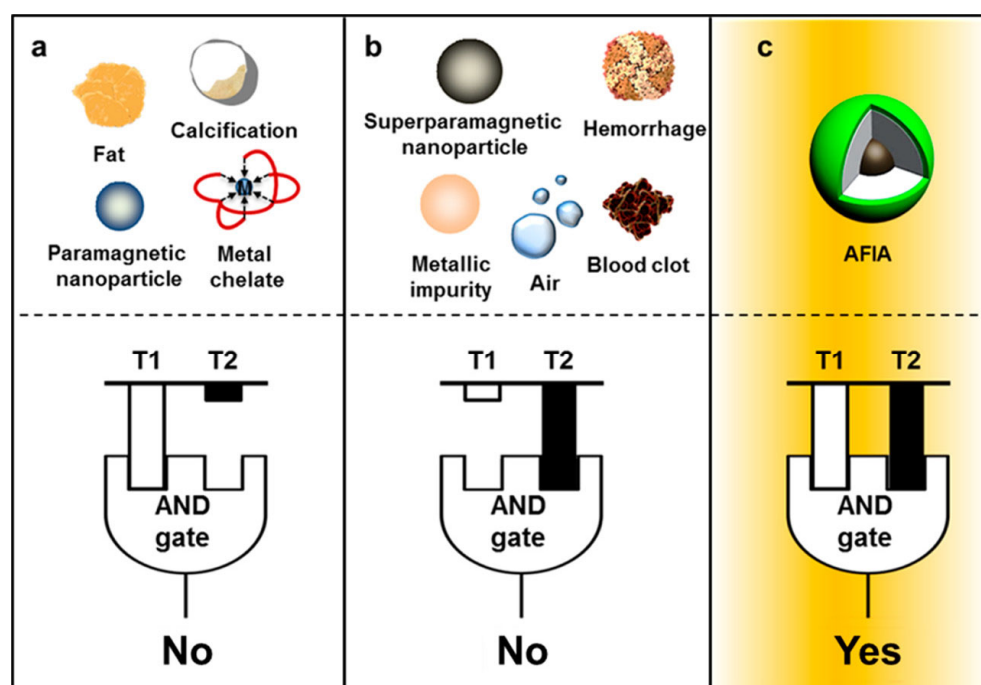 a
Fat
Calcification
Paramagnetic
nanoparticle
M
Metal
chelate
T1 T2
AND
gate
No
b
Superparamagnetic
nanoparticle
Hemorrhage
Metallic
impurity
Air
Blood clot
T1 T2
AND
gate
No
c
AFIA
T1 T2
AND
gate
Yes